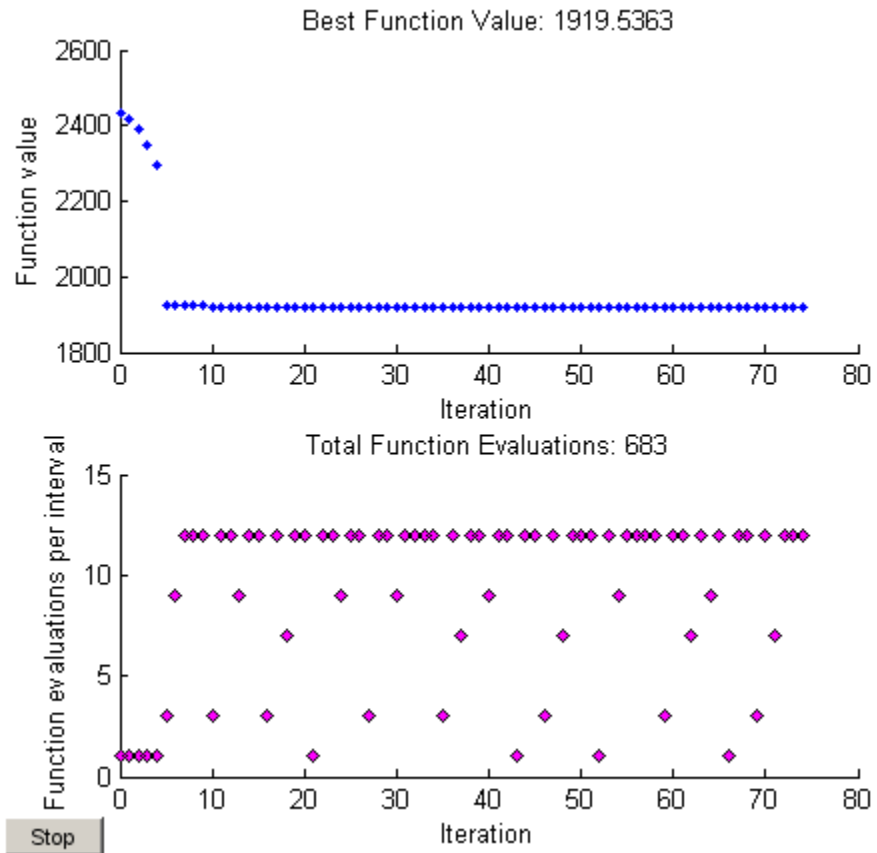 Best Function Value: 1919.5363
2600
2400
2200
2000
1800
Function value
0 10 20 30 40 50 60 70 80
Iteration
Total Function Evaluations: 683
15
10
5
0
Function evaluations per interval
0 10 20 30 40 50 60 70 80
Iteration
Stop